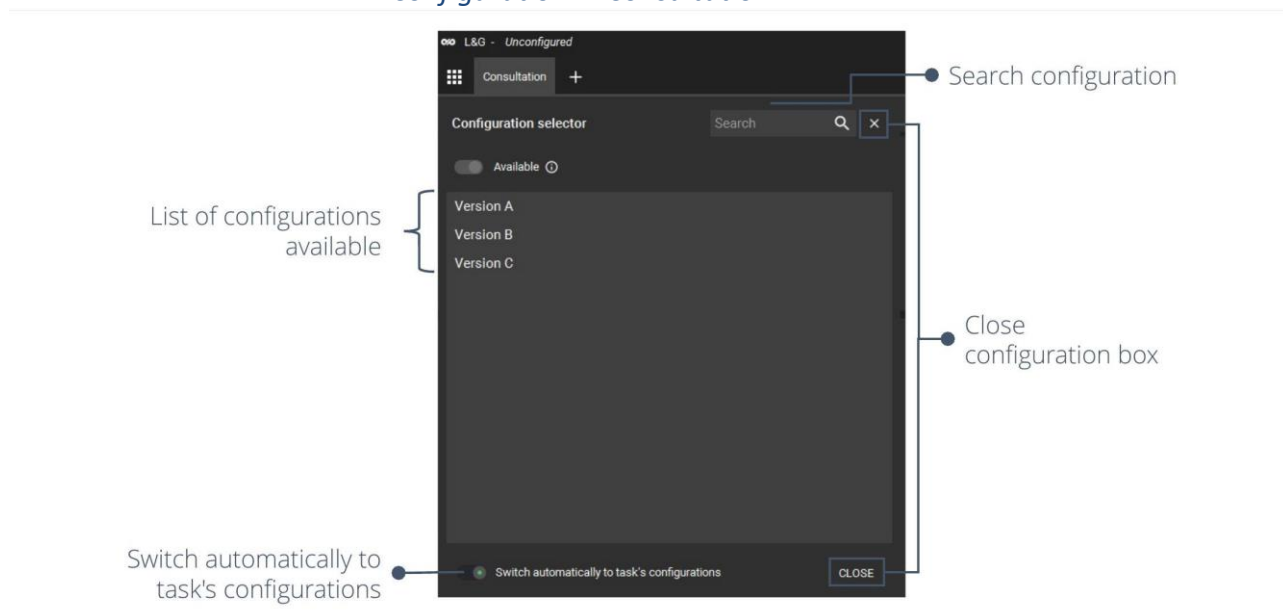 L&G - Unconfigured
Consultation
Search configuration
Configuration selector
Search
Available
List of configurations
available
Version A
Version B
Version C
Close
configuration box
Switch automatically to
task's configurations
Switch automatically to task's configurations
CLOSE